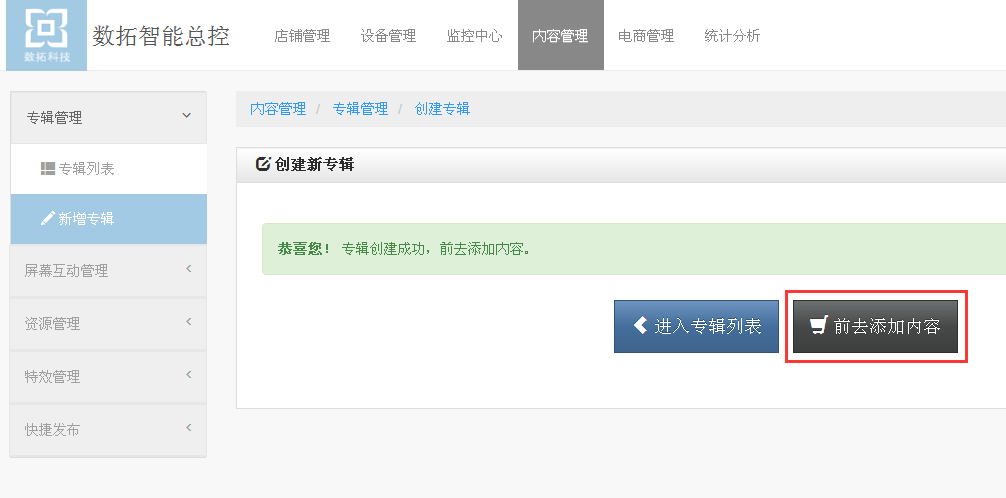 数拓科技
数拓智能总控 店铺管理 设备管理 监控中心 内容管理 电商管理 统计分析
专辑管理
专辑列表
新增专辑
屏幕互动管理
资源管理
特效管理
快捷发布
内容管理 / 专辑管理 / 创建专辑
创建新专辑
恭喜您！ 专辑创建成功，前去添加内容。
进入专辑列表 前去添加内容